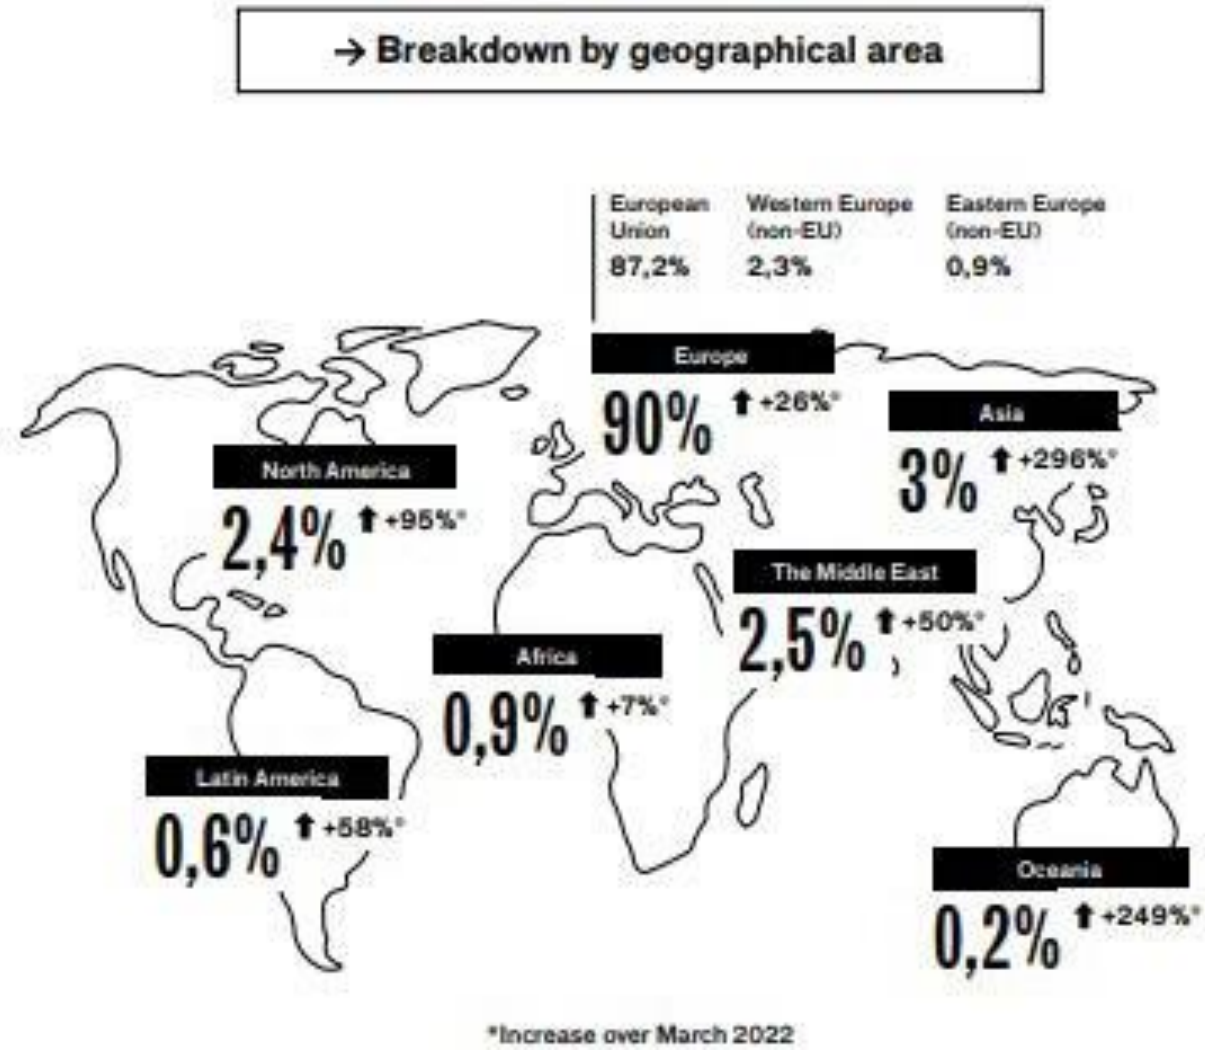 → Breakdown by geographical area
European Union
87,2%
Western Europe (non-EU)
2,3%
Eastern Europe (non-EU)
0,9%
Europe
90% +26%*
Asia
3% +296%*
North America
2,4% +95%*
The Middle East
2,5% +50%*
Africa
0,9% +7%*
Latin America
0,6% +58%*
Oceania
0,2% +249%*
*Increase over March 2022